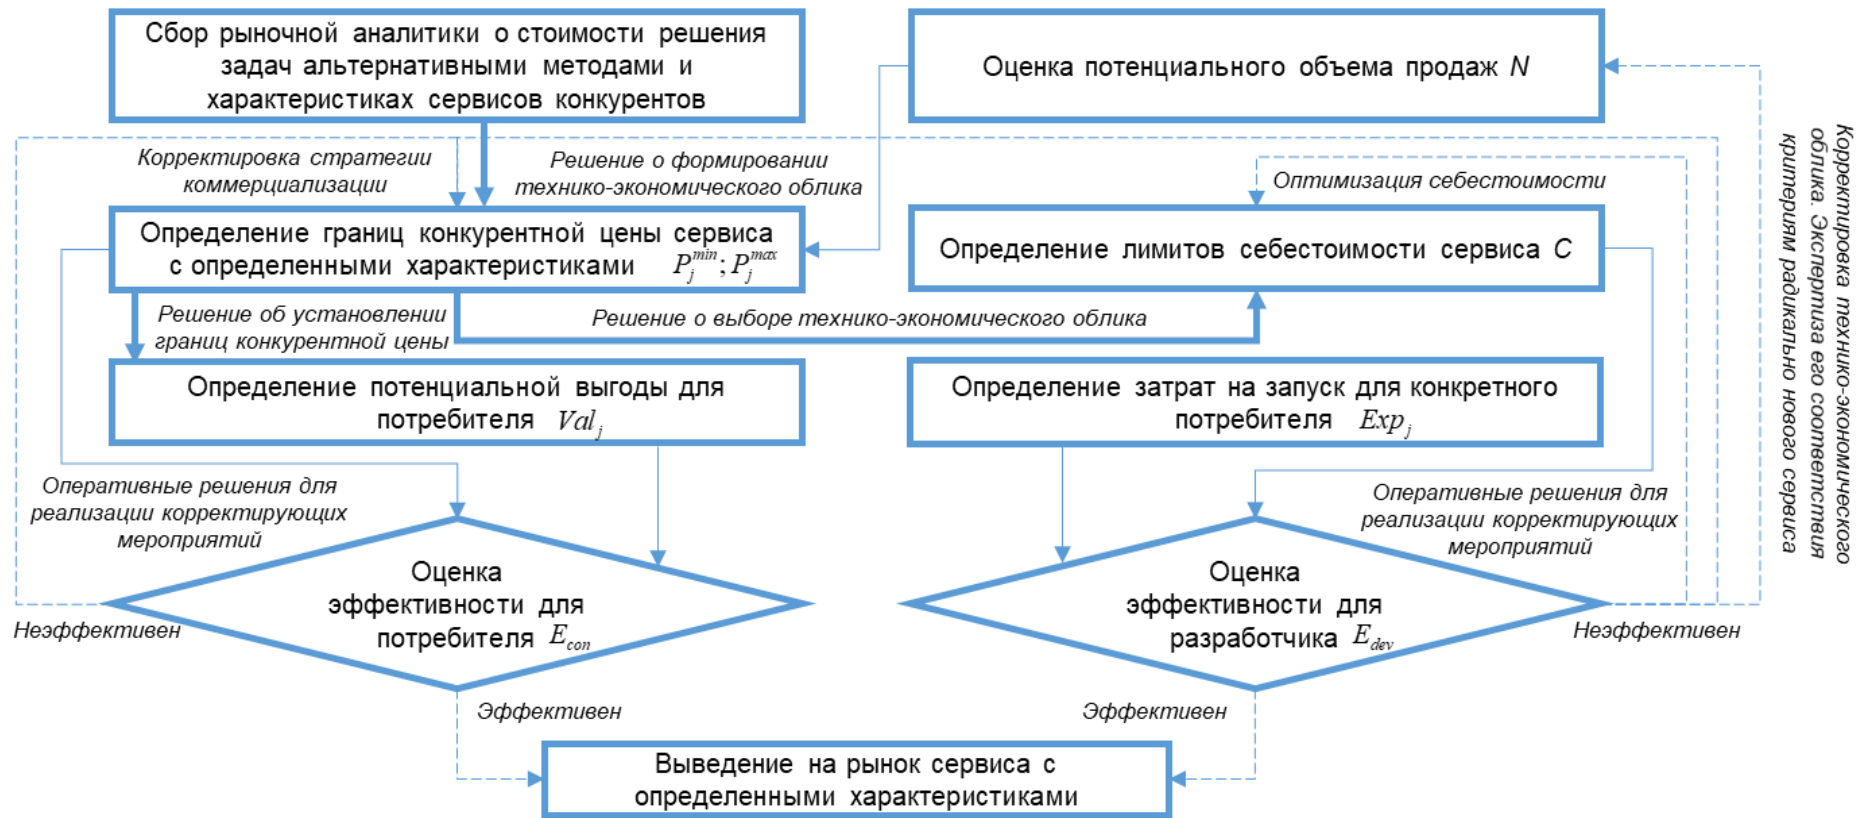 Сбор рыночной аналитики о стоимости решения
задач альтернативными методами и
характеристиках сервисов конкурентов
Оценка потенциального объема продаж N
Корректировка стратегии
коммерциализации
Решение о формировании
технико-экономического облика
Оптимизация себестоимости
Корректировка технико-экономического
облика. Экспертиза его соответствия
критериям радикально нового сервиса
Определение границ конкурентной цены сервиса
с определенными характеристиками P_j^{min}; P_j^{max}
Определение лимитов себестоимости сервиса C
Решение об установлении
границ конкурентной цены
Решение о выборе технико-экономического облика
Определение потенциальной выгоды для
потребителя Val_j
Определение затрат на запуск для конкретного
потребителя Exp_j
Оперативные решения для
реализации корректирующих
мероприятий
Оперативные решения для
реализации корректирующих
мероприятий
Оценка
эффективности для
потребителя E_{con}
Оценка
эффективности для
разработчика E_{dev}
Неэффективен
Неэффективен
Эффективен
Эффективен
Выведение на рынок сервиса с
определенными характеристиками